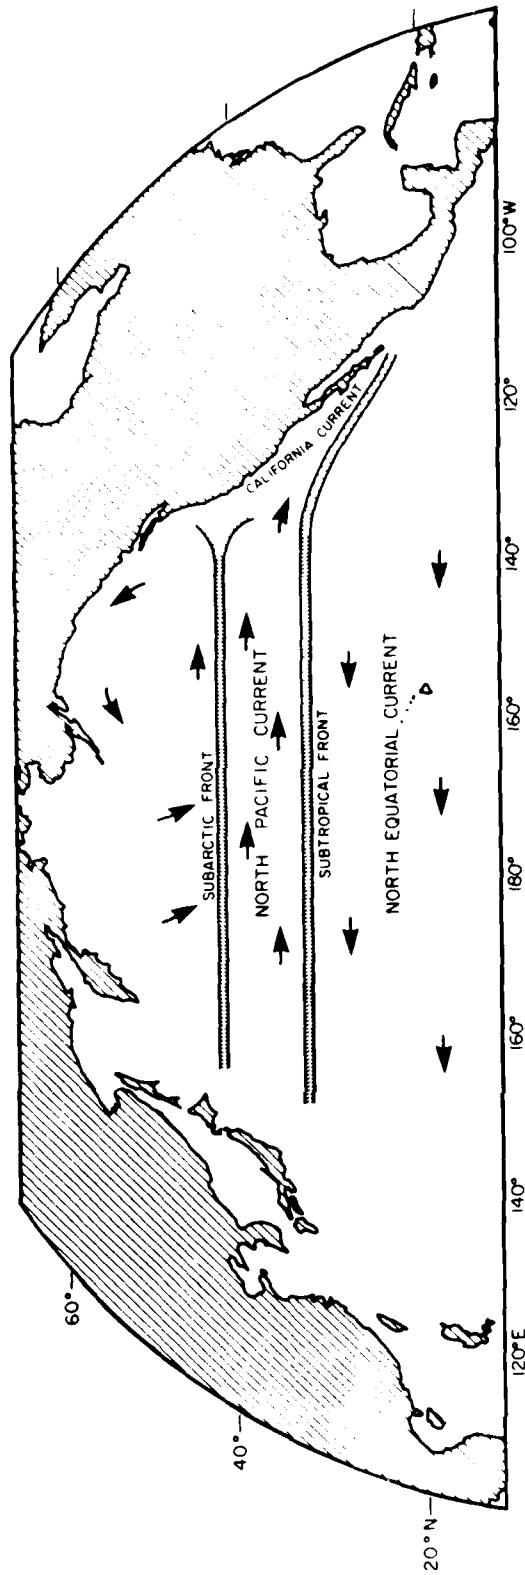 60°
40°
20°N
SUBARCTIC FRONT
NORTH PACIFIC CURRENT
CALIFORNIA CURRENT
SUBTROPICAL FRONT
NORTH EQUATORIAL CURRENT
120°E
140°
160°
180°
160°
140°
120°
100°W